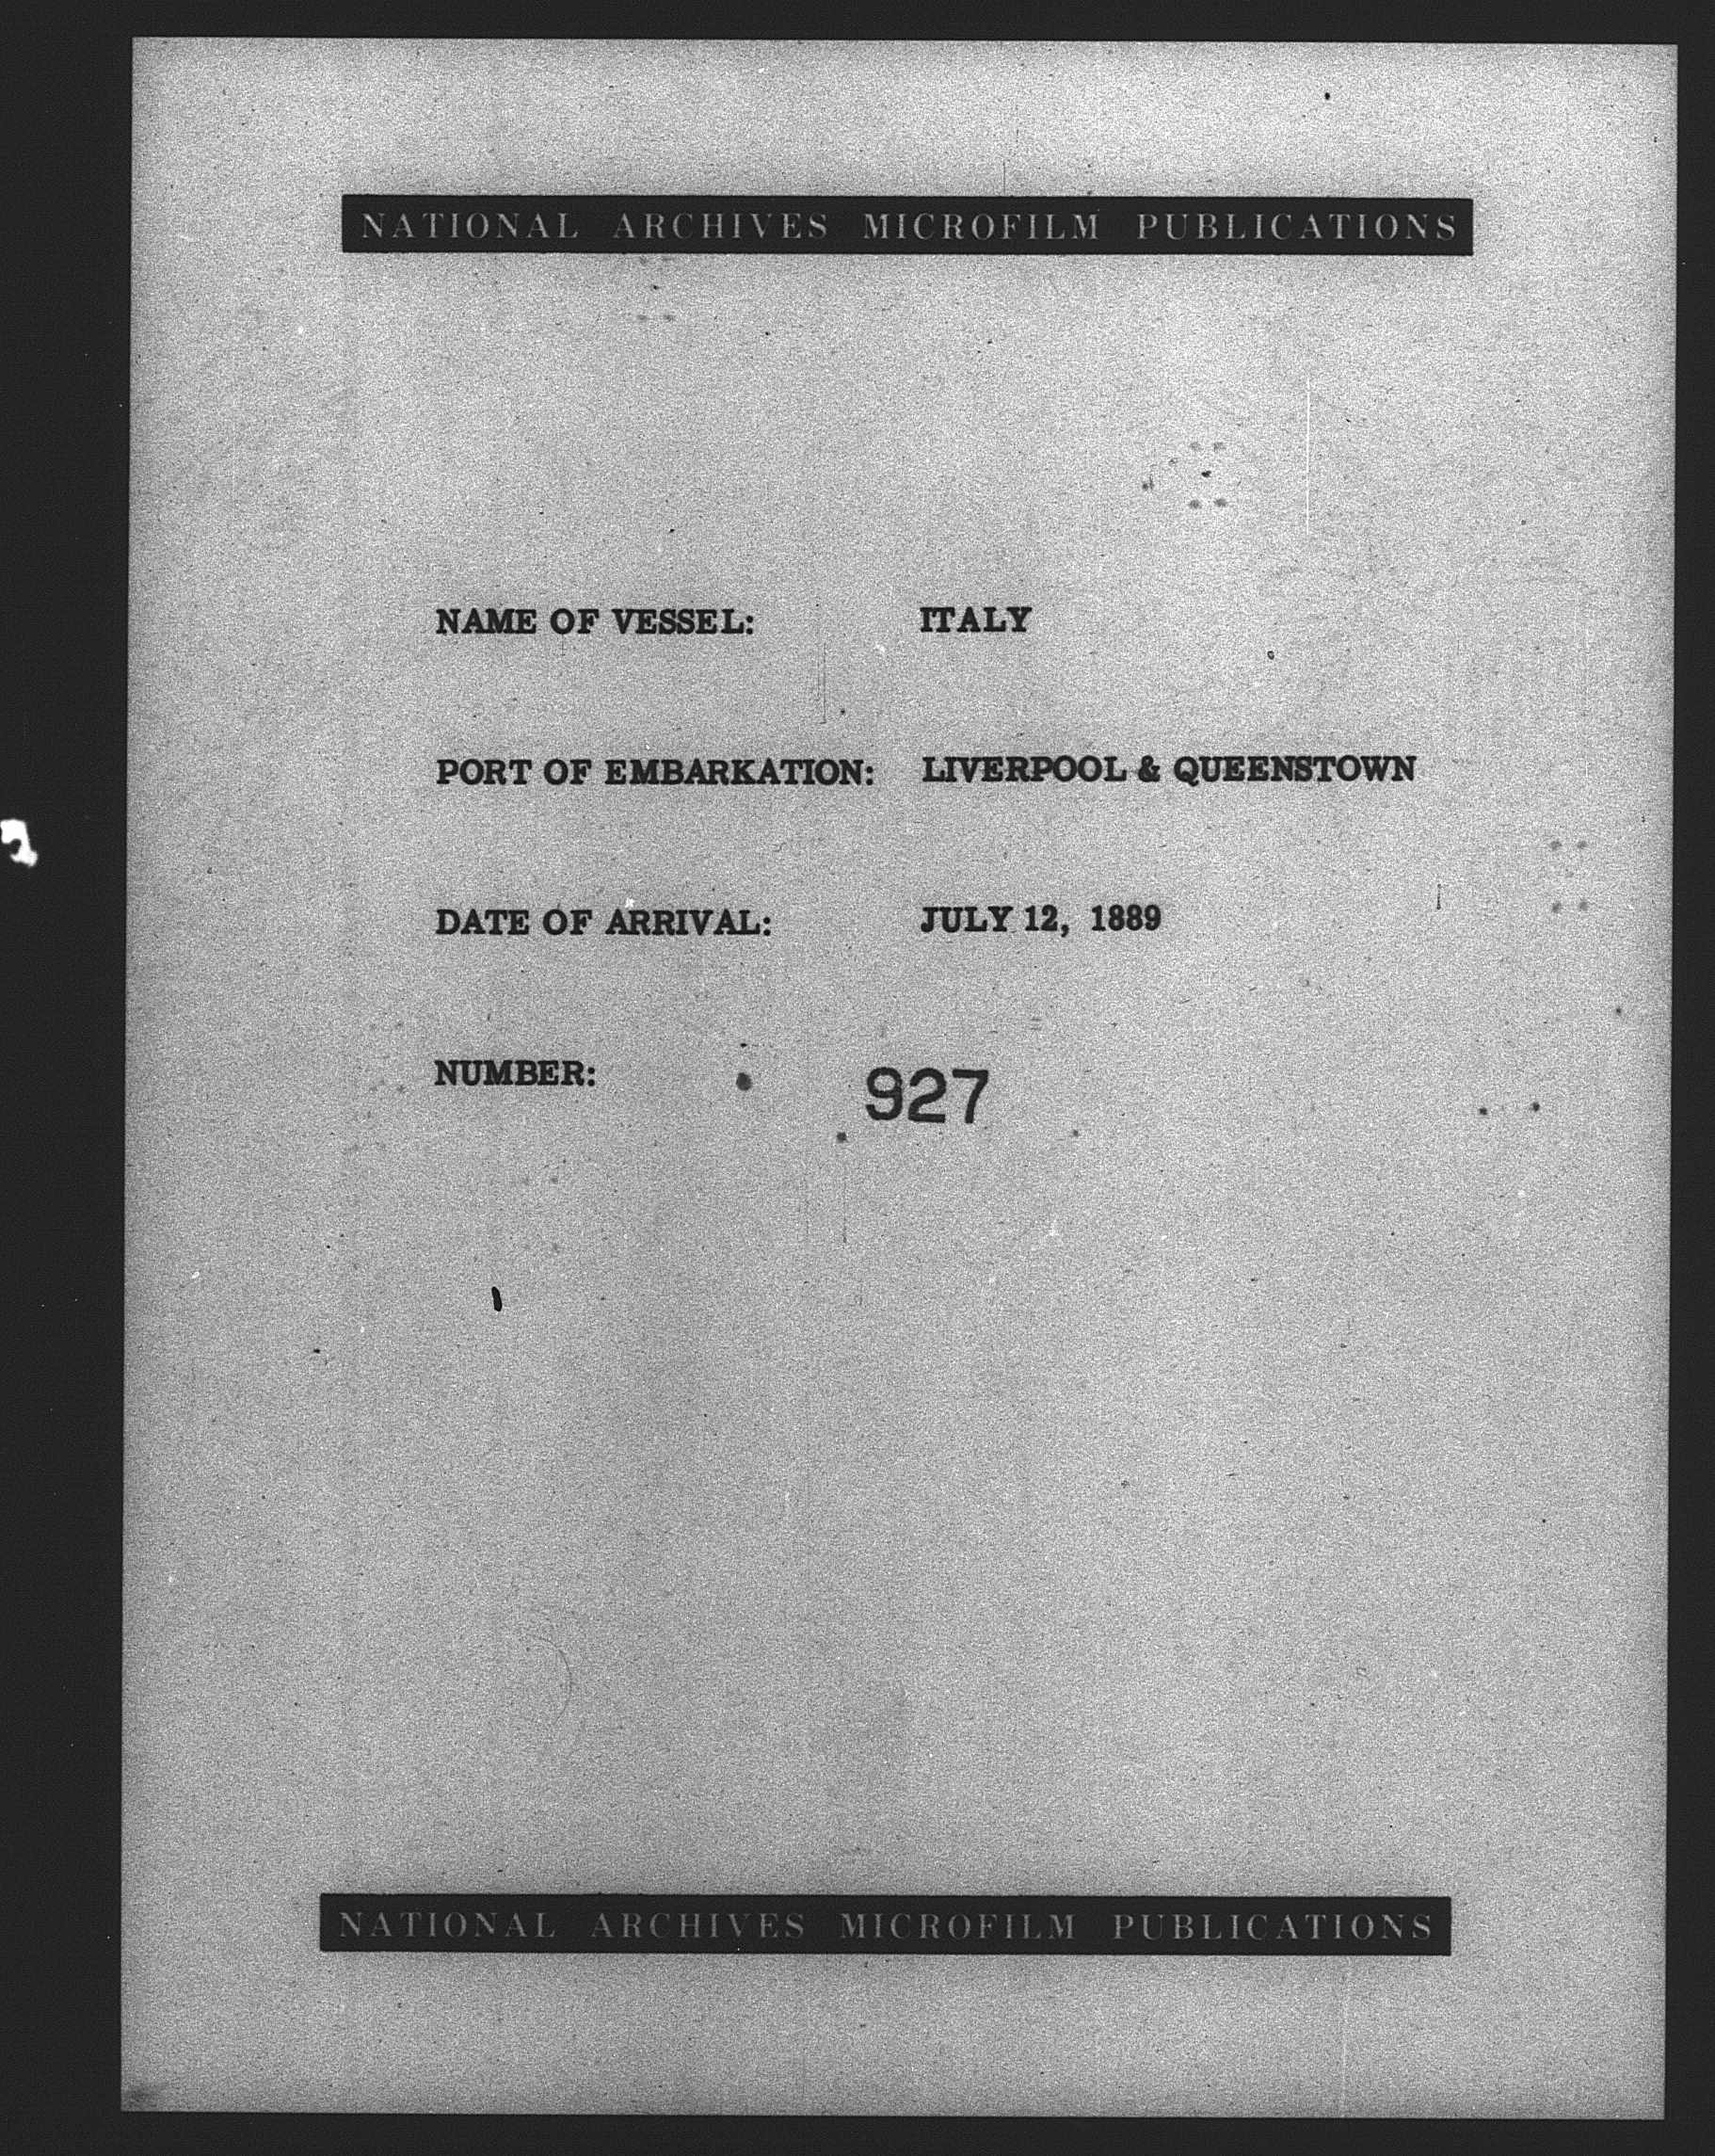 NATIONAL ARCHIVES MICROFILM PUBLICATIONS
NAME OF VESSEL: ITALY
PORT OF EMBARKATION: LIVERPOOL & QUEENSTOWN
DATE OF ARRIVAL: JULY 12, 1889
NUMBER: 927
NATIONAL ARCHIVES MICROFILM PUBLICATIONS